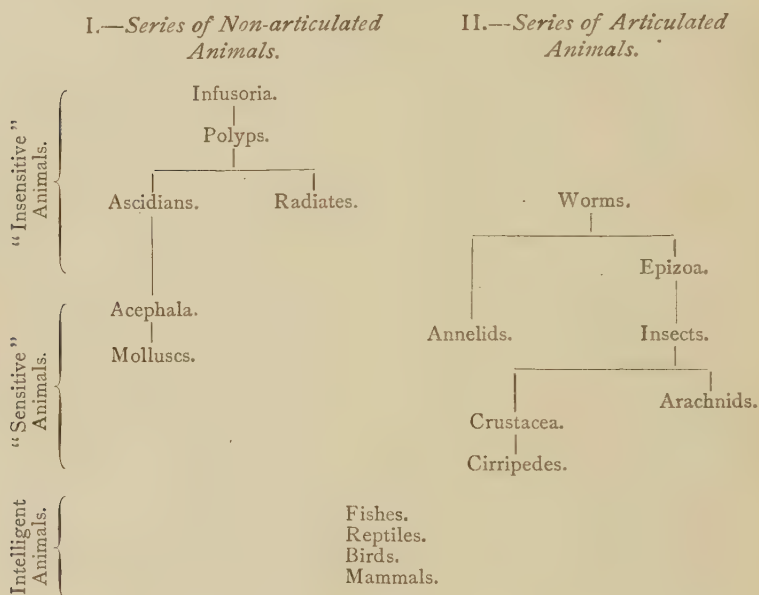 I.—Series of Non-articulated
Animals.
II.—Series of Articulated
Animals.
"Insensitive"
Animals.
Infusoria.
Polyps.
Ascidians. Radiates.
Worms.
Epizoa.
"Sensitive"
Animals.
Acephala.
Molluscs.
Annelids. Insects.
Arachnids.
Crustacea.
Cirripedes.
Intelligent
Animals.
Fishes.
Reptiles.
Birds.
Mammals.